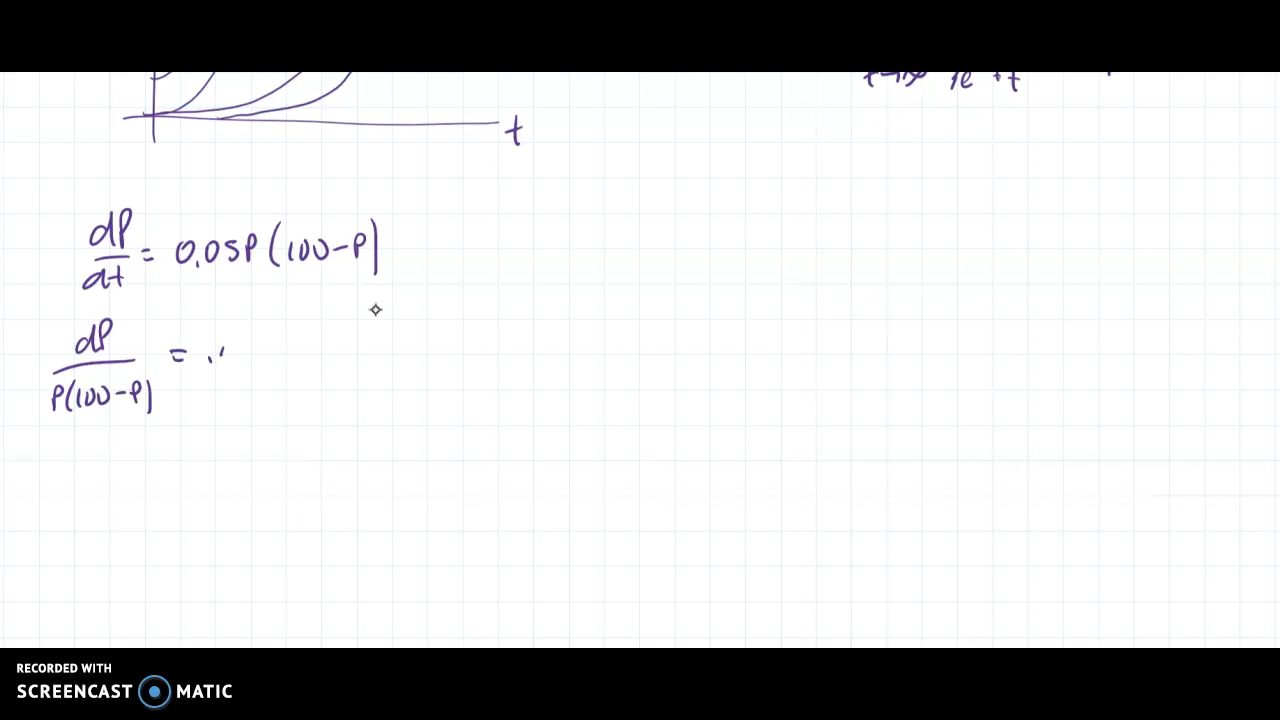 t
dP/dt = 0.05P(100-P)
dP/P(100-P) = .
RECORDED WITH
SCREENCAST MATIC